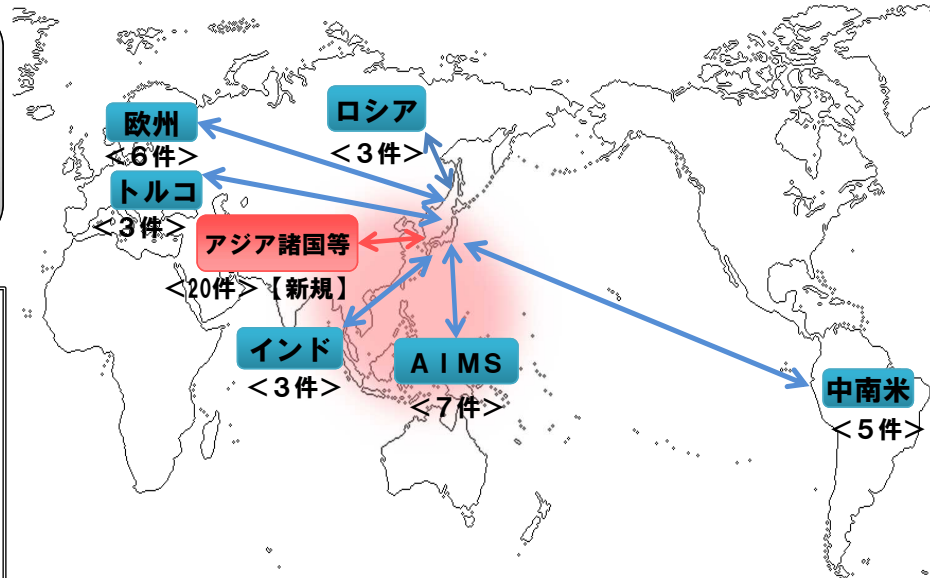 欧州
<6件>
ロシア
<3件>
トルコ
<3件>
アジア諸国等
<20件>【新規】
インド
<3件>
AIMS
<7件>
中南米
<5件>